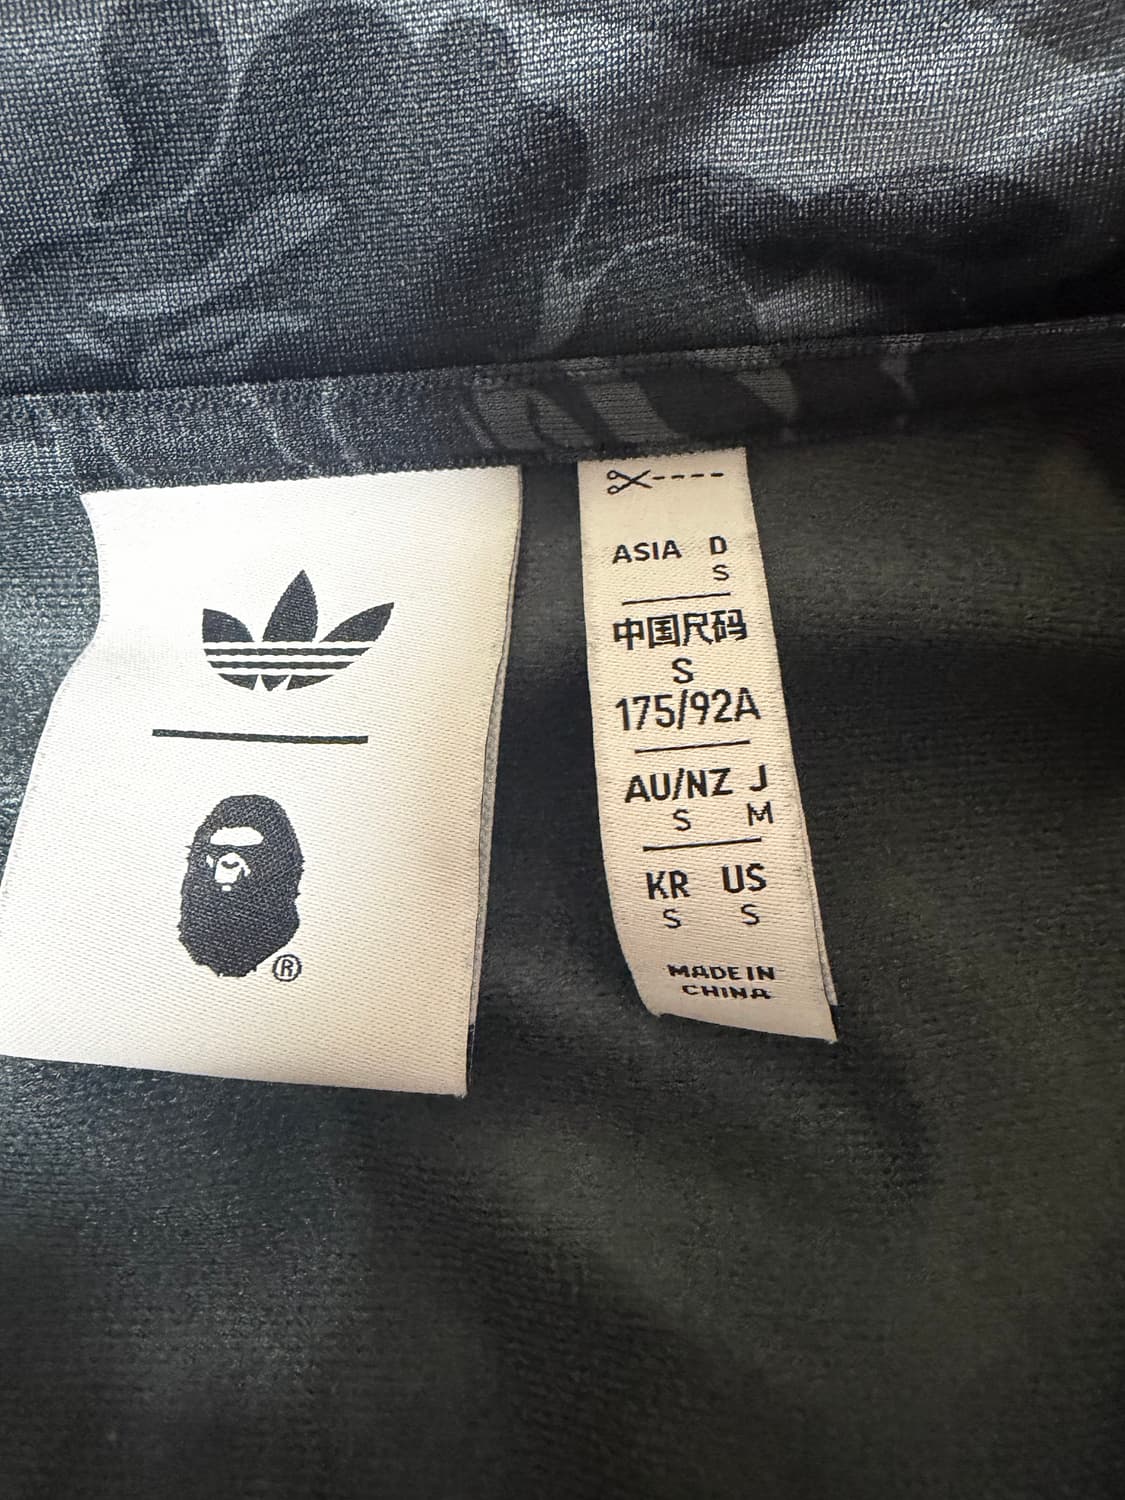 ®
ASIA D
S
中国尺码
S
175/92A
AU/NZ J
S M
KR US
S S
MADE IN
CHINA